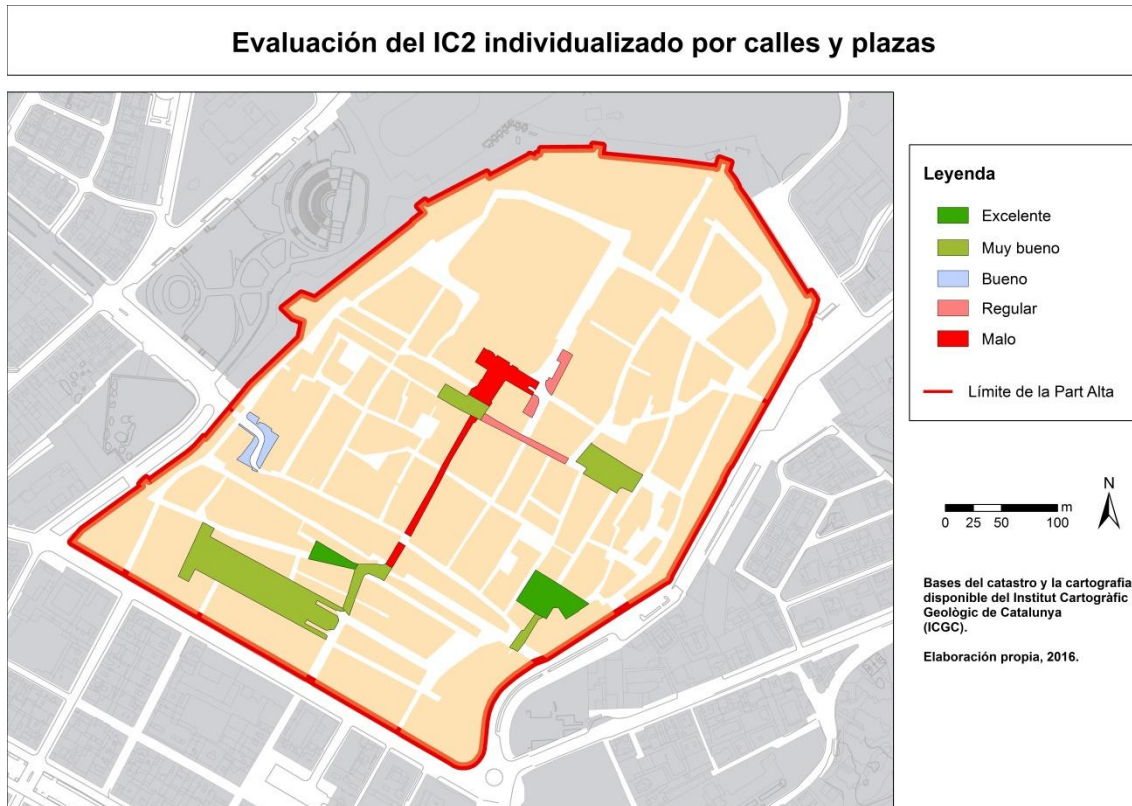 Evaluación del IC2 individualizado por calles y plazas
Leyenda
Excelente
Muy bueno
Bueno
Regular
Malo
Límite de la Part Alta
N
m
0 25 50 100
Bases del catastro y la cartografia
disponible del Institut Cartogràfic
Geològic de Catalunya
(ICGC).
Elaboración propia, 2016.